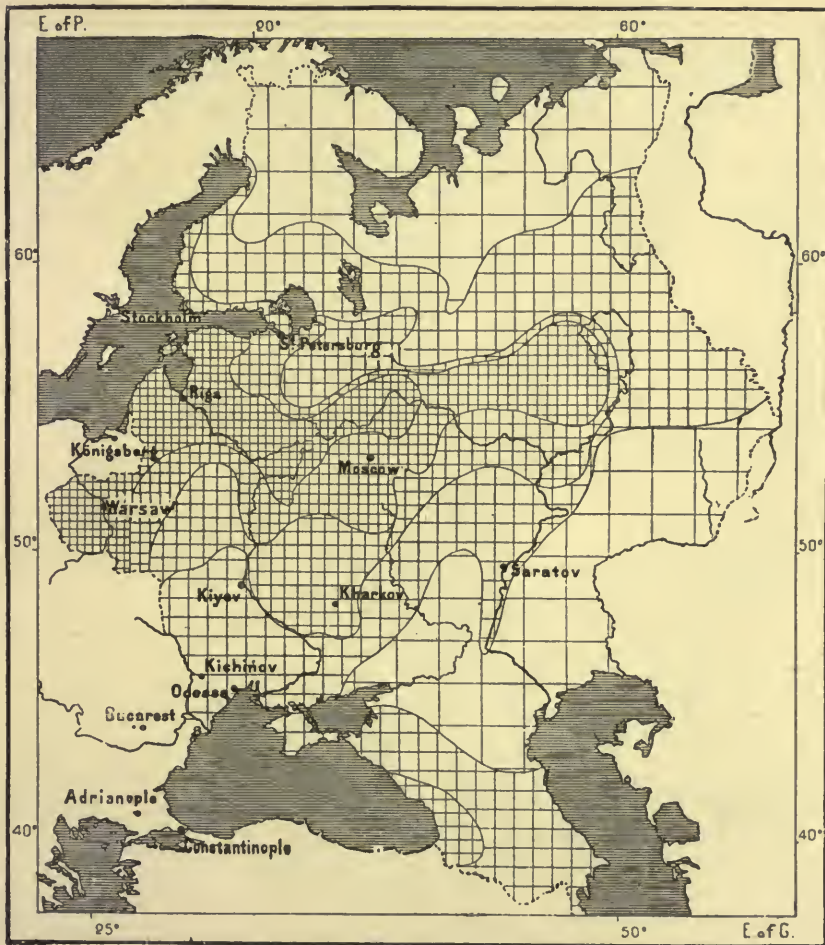 E. of P. 20° 60°
60° 60°
Stockholm
St Petersburg
Riga
Königsberg
Moscow
Warsaw
50° 50°
Saratov
Kiyev
Kharkov
Kichinov
Odessa
Bucarest
Adrianople
40° 40°
Constantinople
25° 50° E. of G.